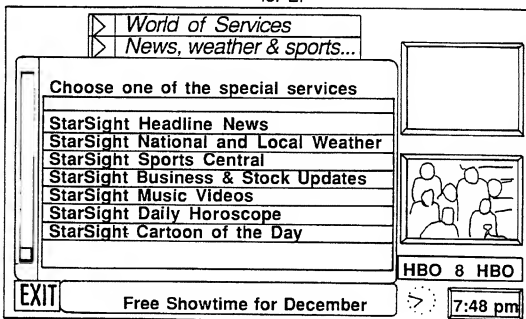 World of Services
News, weather & sports...
Choose one of the special services
StarSight Headline News
StarSight National and Local Weather
StarSight Sports Central
StarSight Business & Stock Updates
StarSight Music Videos
StarSight Daily Horoscope
StarSight Cartoon of the Day
HBO 8 HBO
EXIT
Free Showtime for December
7:48 pm